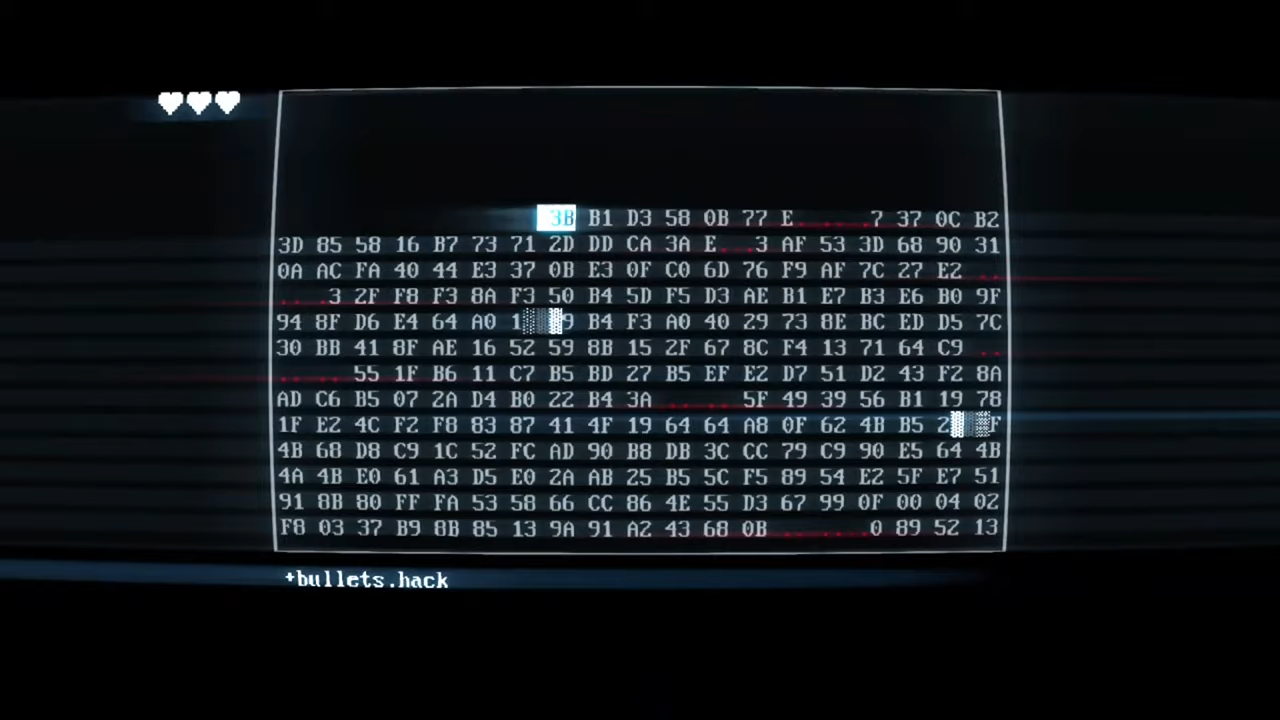 3B B1 D3 58 0B 77 E.....7 37 0C B2
3D 85 58 16 B7 73 71 2D DD CA 3A E...3 AF 53 3D 68 90 31
0A AC FA 40 44 E3 37 0B E3 0F C0 6D 76 F9 AF 7C 27 E2 ..
....3 2F F8 F3 8A F3 50 B4 5D F5 D3 AE B1 E7 B3 E6 B0 9F
94 8F D6 E4 64 A0 1 9 B4 F3 A0 40 29 73 8E BC ED D5 7C
30 BB 41 8F AE 16 52 59 8B 15 2F 67 8C F4 13 71 64 C9 ..
.. .. 55 1F B6 11 C7 B5 BD 27 B5 EF E2 D7 51 D2 43 F2 8A
AD C6 B5 07 2A D4 B0 22 B4 3A .. .. 5F 49 39 56 B1 19 78
1F E2 4C F2 F8 83 87 41 4F 19 64 64 A8 0F 62 4B B5 2 F
4B 68 D8 C9 1C 52 FC AD 90 B8 DB 3C CC 79 C9 90 E5 64 4B
4A 4B E0 61 A3 D5 E0 2A AB 25 B5 5C F5 89 54 E2 5F E7 51
91 8B 80 FF FA 53 58 66 CC 86 4E 55 D3 67 99 0F 00 04 02
F8 03 37 B9 8B 85 13 9A 91 A2 43 68 0B .....0 89 52 13
+bullets.hack